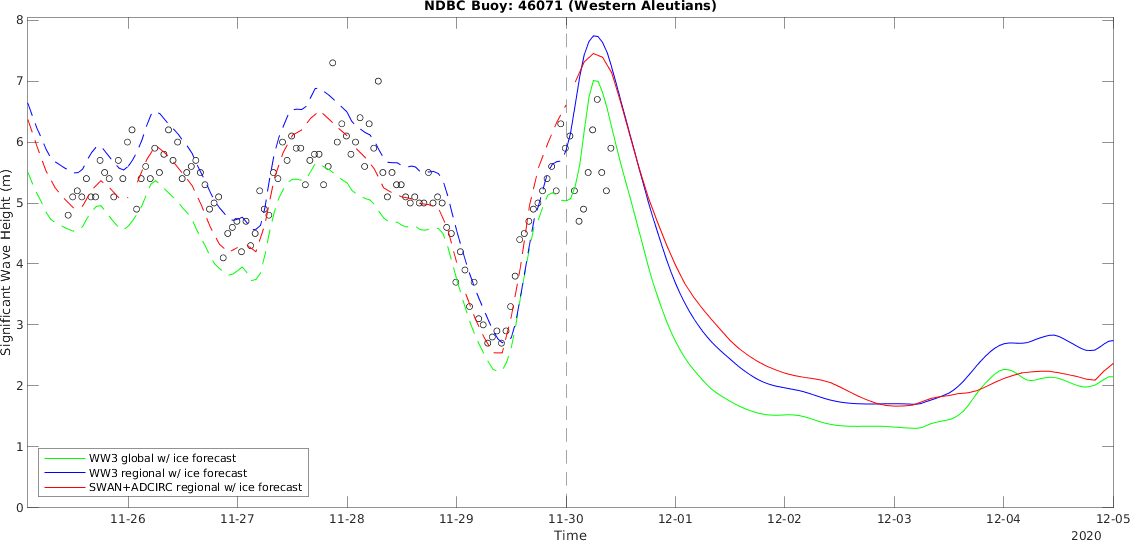 NDBC Buoy: 46071 (Western Aleutians)
8
7
6
5
4
3
2
1
0
Significant Wave Height (m)
WW3 global w/ ice forecast
WW3 regional w/ ice forecast
SWAN+ADCIRC regional w/ ice forecast
11-26 11-27 11-28 11-29 11-30 12-01 12-02 12-03 12-04 12-05
Time
2020